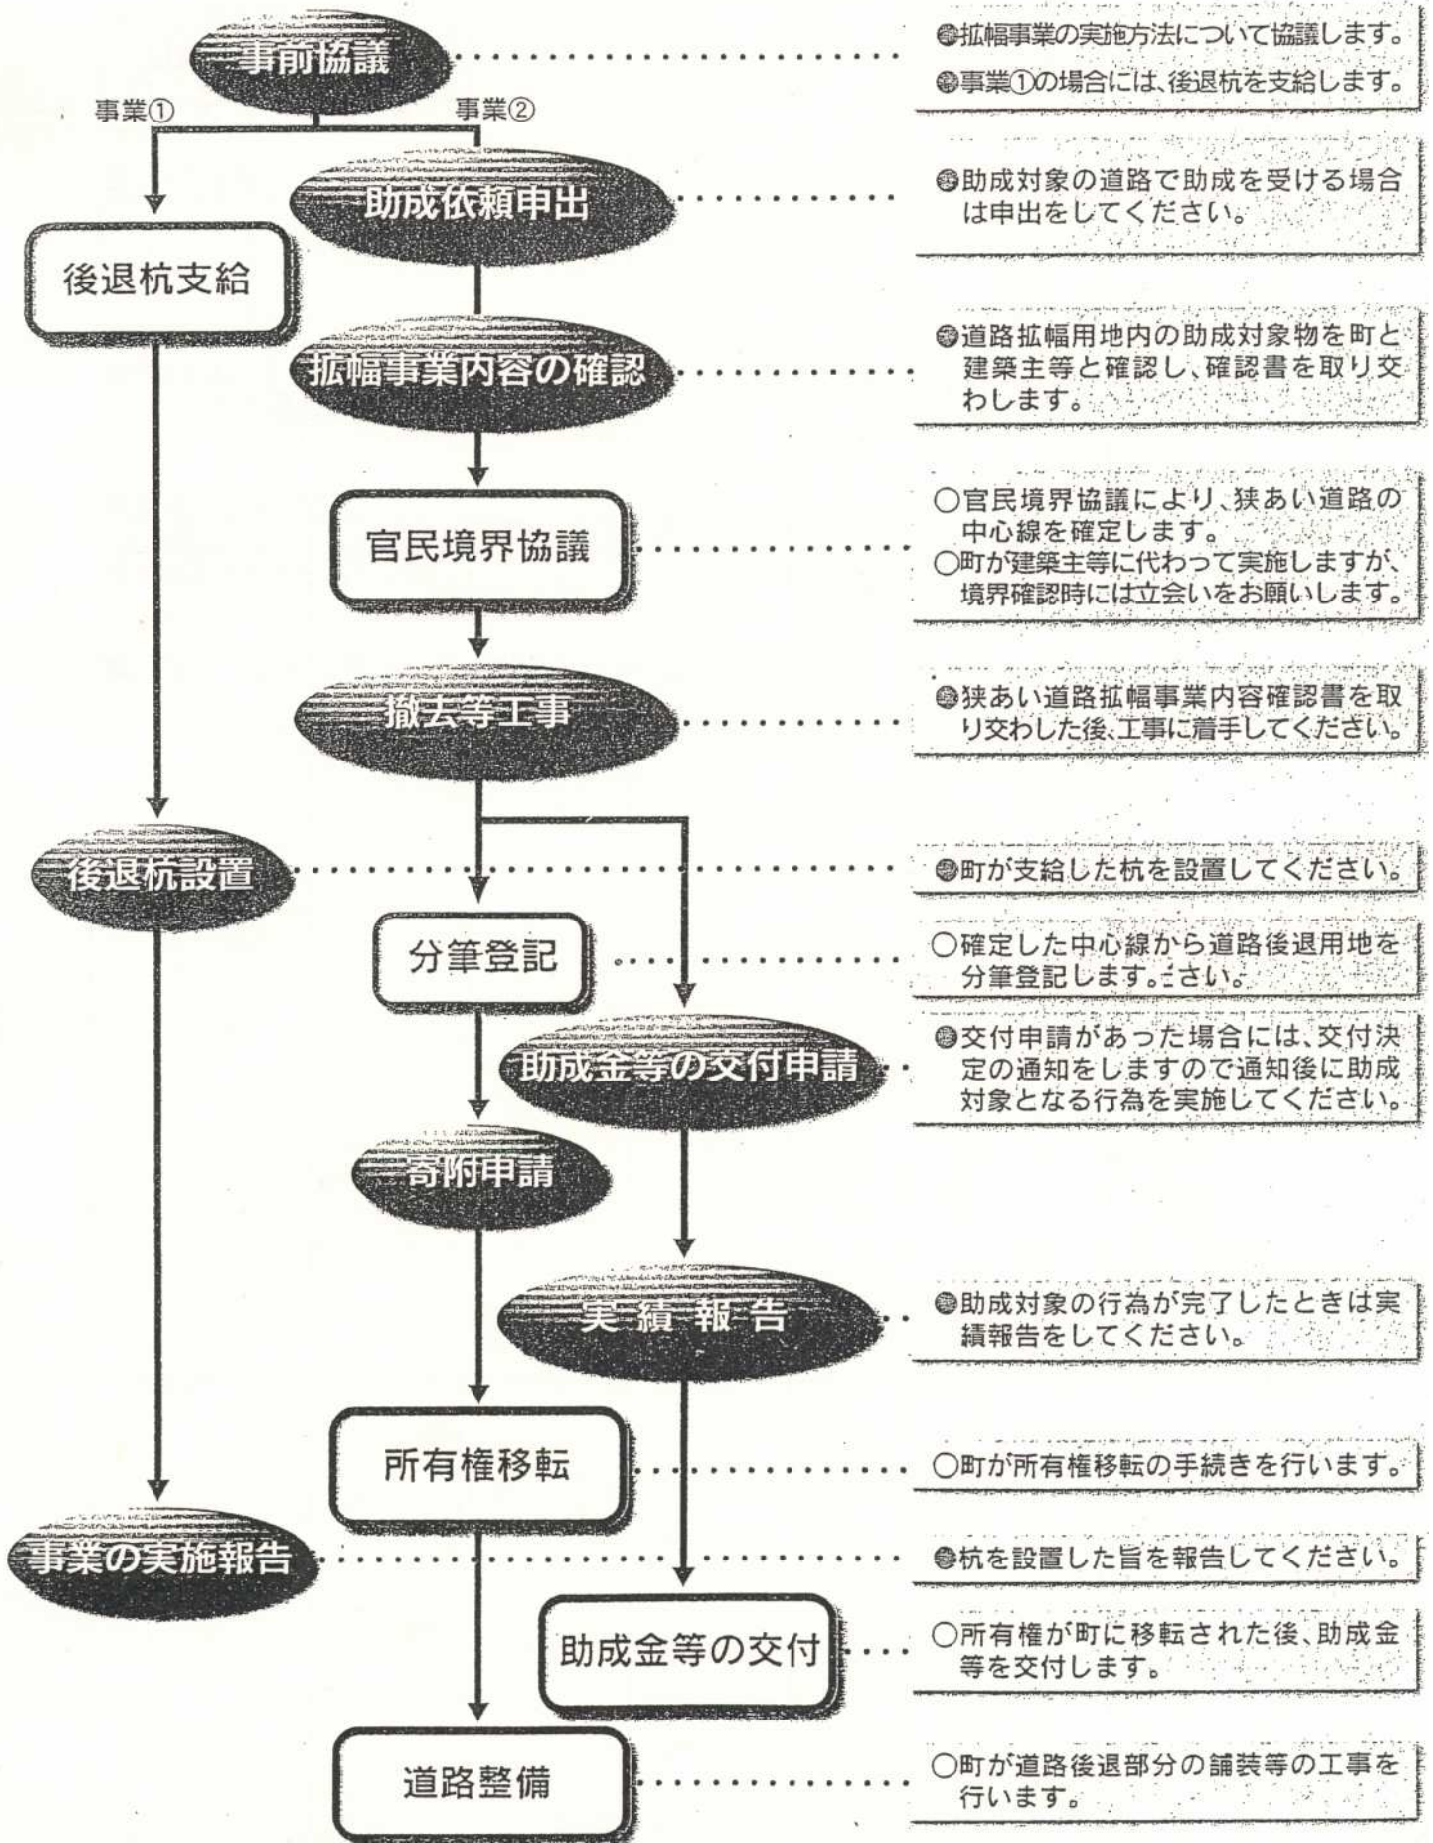 事前協議
●拡幅事業の実施方法について協議します。
●事業①の場合には、後退杭を支給します。
事業①
事業②
助成依頼申出
●助成対象の道路で助成を受ける場合
は申出をしてください。
後退杭支給
拡幅事業内容の確認
●道路拡幅用地内の助成対象物を町と
建築主等と確認し、確認書を取り交
わします。
官民境界協議
○官民境界協議により、狭あい道路の
中心線を確定します。
○町が建築主等に代わって実施しますが、
境界確認時には立会いをお願いします。
撤去等工事
●狭あい道路拡幅事業内容確認書を取
り交わした後、工事に着手してください。
後退杭設置
●町が支給した杭を設置してください。
分筆登記
○確定した中心線から道路後退用地を
分筆登記します。ださい。
助成金等の交付申請
●交付申請があった場合には、交付決
定の通知をしますので通知後に助成
対象となる行為を実施してください。
寄附申請
実績報告
●助成対象の行為が完了したときは実
績報告をしてください。
所有権移転
○町が所有権移転の手続きを行います。
事業の実施報告
●杭を設置した旨を報告してください。
助成金等の交付
○所有権が町に移転された後、助成金
等を交付します。
道路整備
○町が道路後退部分の舗装等の工事を
行います。